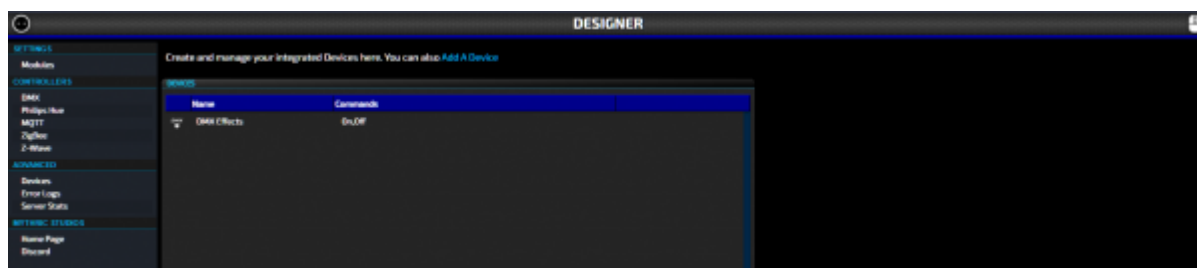 DESIGNER
SETTINGS
Modules
CONTROLLERS
DMX
Philips Hue
MQTT
ZigBee
Z-Wave
ADVANCED
Devices
Error Logs
Server Stats
MYTHRIC STUDIOS
Home Page
Discord
Create and manage your integrated Devices here. You can also Add A Device
DEVICES
Name Commands
DMX Effects On,Off